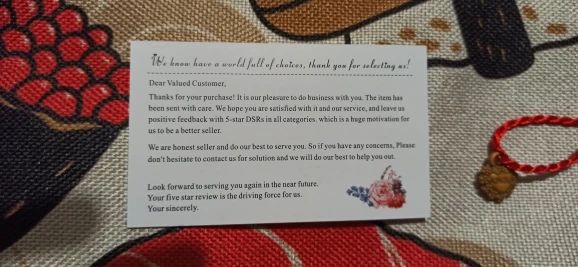 We know have a world full of choices, thank you for selecting us!
Dear Valued Customer,
Thanks for your purchase! It is our pleasure to do business with you. The item has
been sent with care. We hope you are satisfied with it and our service, and leave us
positive feedback with 5-star DSRs in all categories, which is a huge motivation for
us to be a better seller.
We are honest seller and do our best to serve you. So if you have any concerns, Please
don't hesitate to contact us for solution and we will do our best to help you out.
Look forward to serving you again in the near future.
Your five star review is the driving force for us.
Your sincerely.